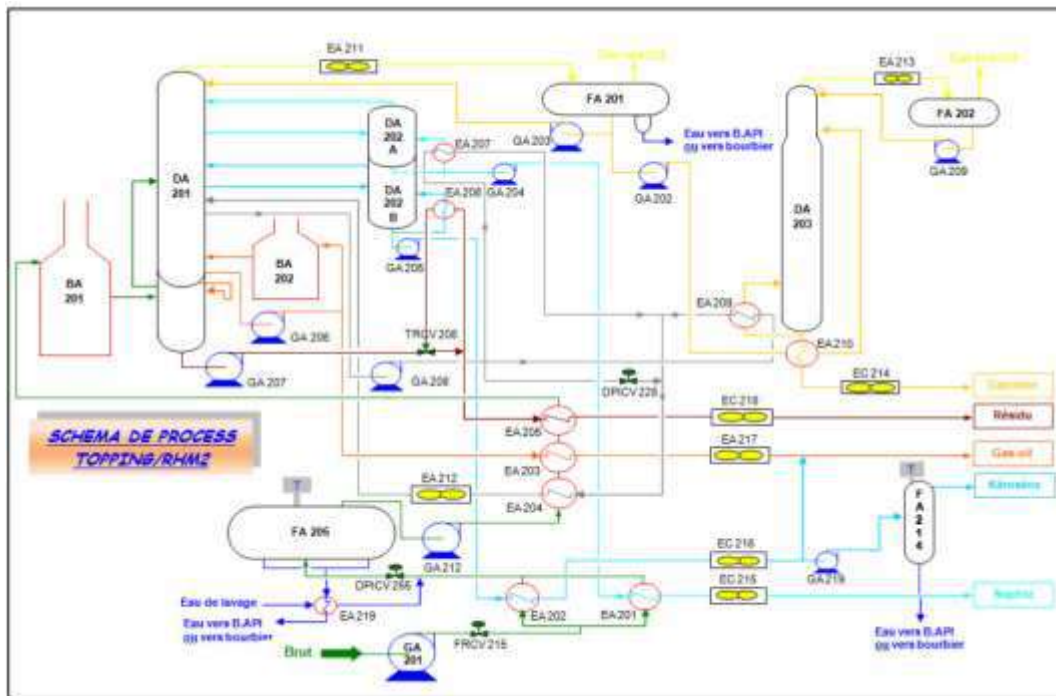 EA 211
EA 213
FA 201
FA 202
DA
202
A
EA 207
GA 203
Eau vers B.API
ou vers bourbier
GA 209
DA
201
GA 204
GA 202
DA
202
B
DA
203
BA
201
BA
202
GA 205
EA 209
GA 206
TRCV 206
EA 210
GA 207
GA 208
DPICV 228
EC 214
EC 218
Résidu
SCHEMA DE PROCESS
TOPPING/RHM2
EA 205
EA 217
Gas oil
EA 203
EA 212
Kérosène
EA 204
F
A
2
1
4
FA 205
GA 212
EC 216
GA 219
EC 215
Naphta
Eau de lavage
EA 219
EA 202
EA 201
Eau vers B.API
ou vers bourbier
FRCV 215
Eau vers B.API
ou vers bourbier
Brut
GA
201